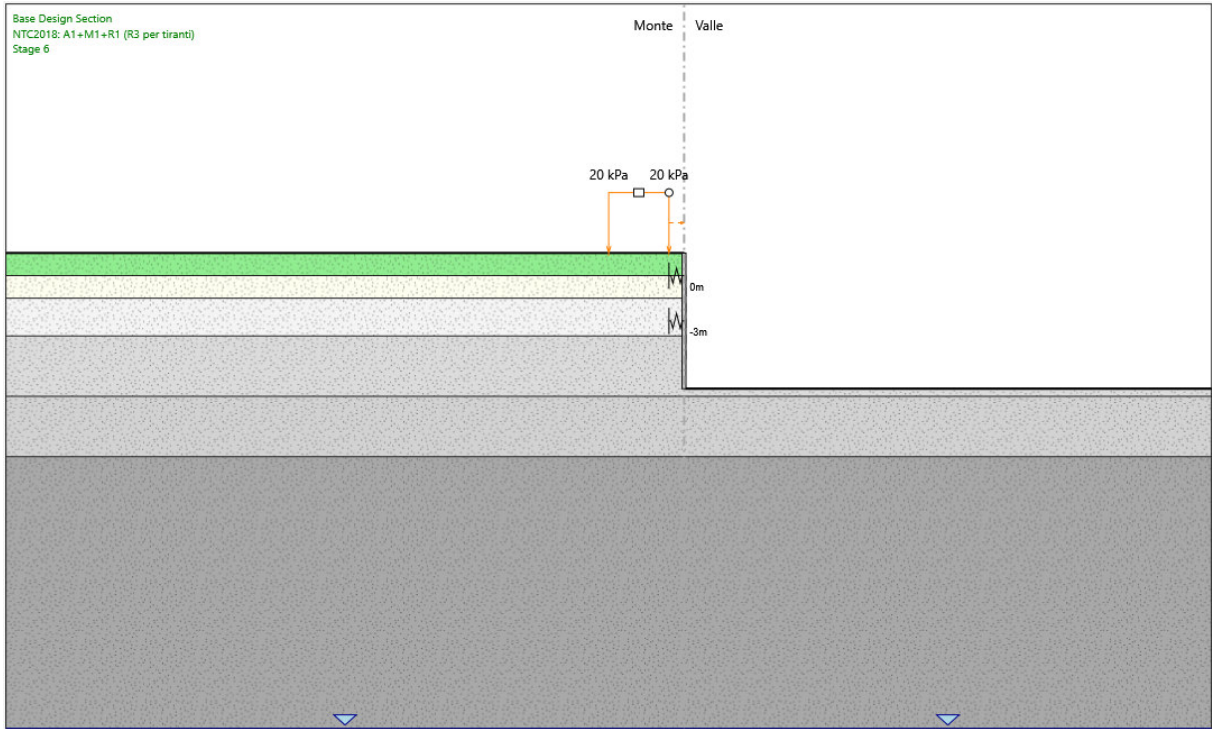 Base Design Section
NTC2018: A1+M1+R1 (R3 per tiranti)
Stage 6
Monte
Valle
20 kPa
20 kPa
0m
-3m